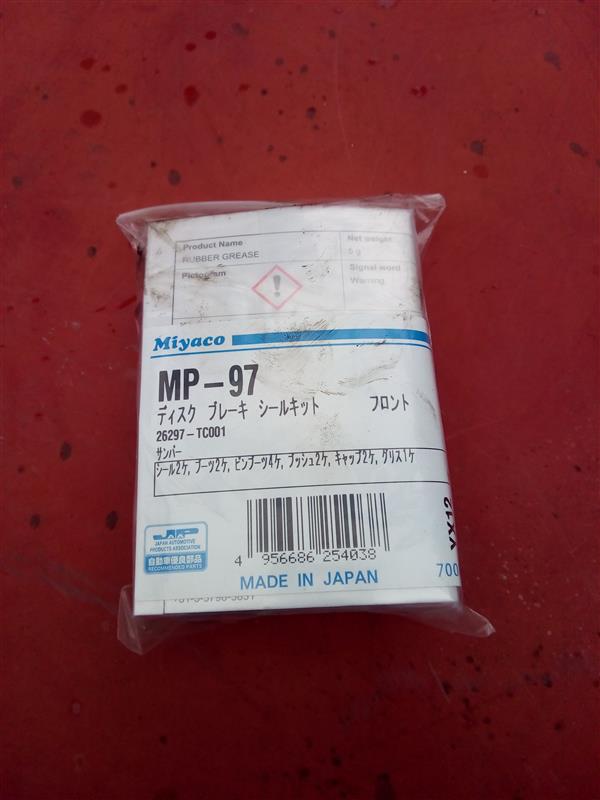 Product Name
Net weight
RUBBER GREASE
5 g
Pictogram
Signal word
Warning
Miyaco
MP-97
ディスク ブレーキ シールキット フロント
26297-TC001
サンバー
シール2ケ, ブーツ2ケ, ピンブーツ4ケ, ブッシュ2ケ, キャップ2ケ, グリス1ケ
JAPAN AUTOMOTIVE
PRODUCTS ASSOCIATION
自動車優良部品
RECOMMENDED PARTS
4 956686 254038
MADE IN JAPAN
700
YX12